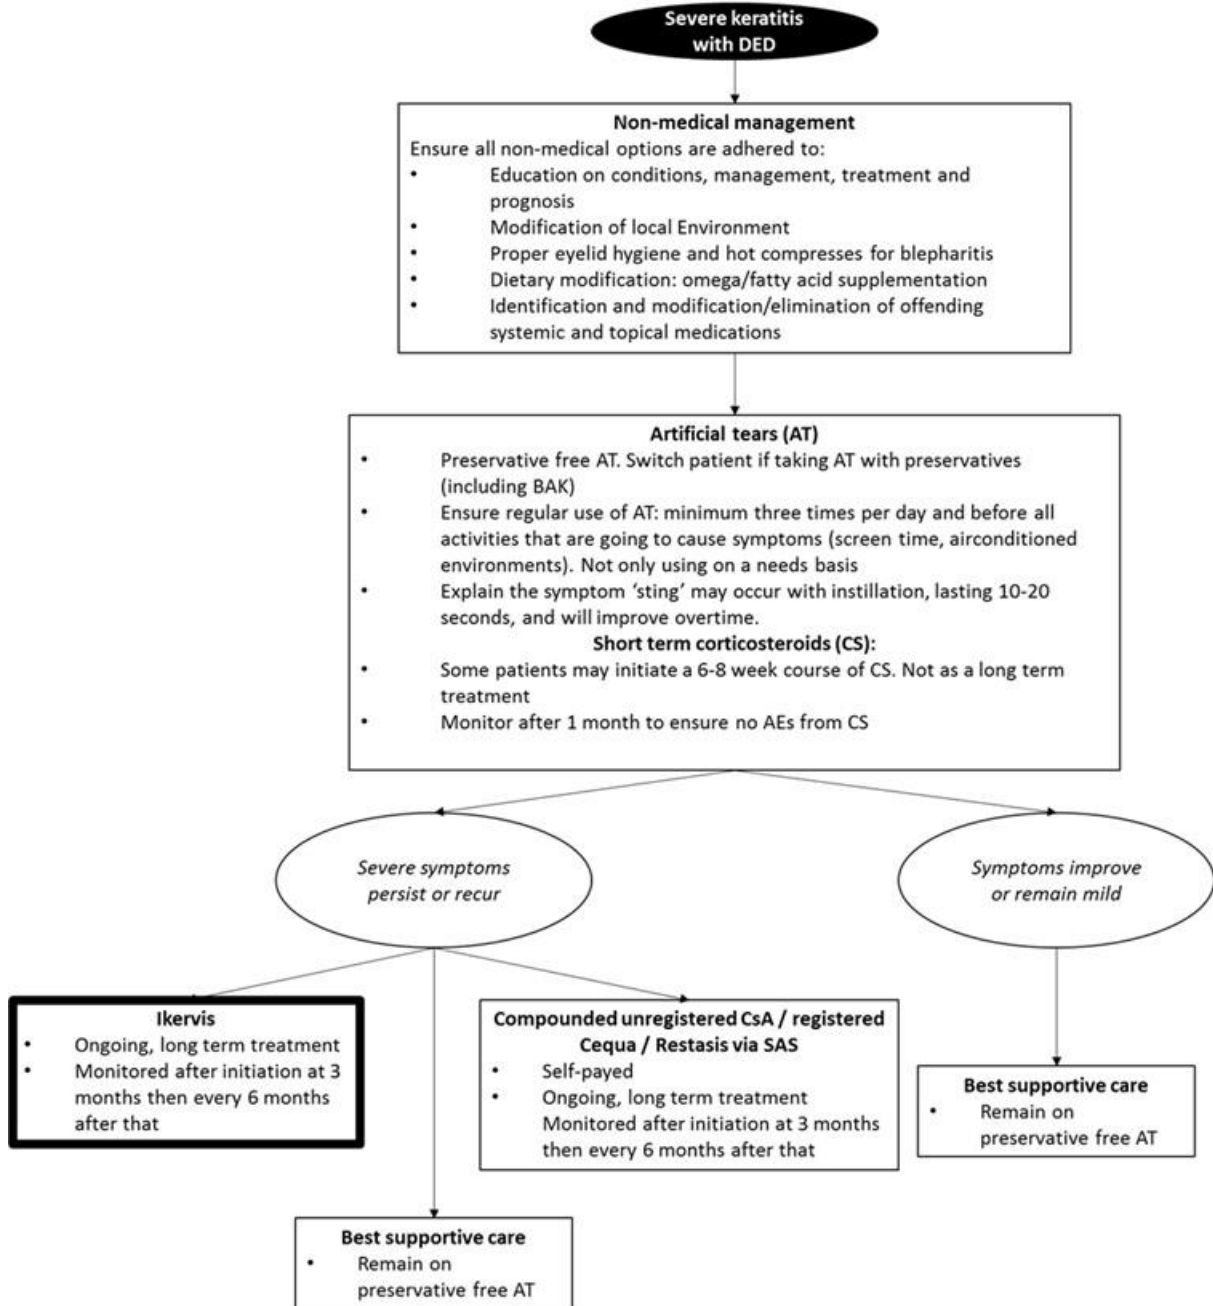 Severe keratitis
with DED
Non-medical management
Ensure all non-medical options are adhered to:
• Education on conditions, management, treatment and
prognosis
• Modification of local Environment
• Proper eyelid hygiene and hot compresses for blepharitis
• Dietary modification: omega/fatty acid supplementation
• Identification and modification/elimination of offending
systemic and topical medications
Artificial tears (AT)
• Preservative free AT. Switch patient if taking AT with preservatives
(including BAK)
• Ensure regular use of AT: minimum three times per day and before all
activities that are going to cause symptoms (screen time, airconditioned
environments). Not only using on a needs basis
• Explain the symptom ‘sting’ may occur with instillation, lasting 10-20
seconds, and will improve overtime.
Short term corticosteroids (CS):
• Some patients may initiate a 6-8 week course of CS. Not as a long term
treatment
• Monitor after 1 month to ensure no AEs from CS
Severe symptoms
persist or recur
Symptoms improve
or remain mild
Ikervis
• Ongoing, long term treatment
• Monitored after initiation at 3
months then every 6 months
after that
Compounded unregistered CsA / registered
Cequa / Restasis via SAS
• Self-payed
• Ongoing, long term treatment
Monitored after initiation at 3 months
then every 6 months after that
Best supportive care
• Remain on
preservative free AT
Best supportive care
• Remain on
preservative free AT